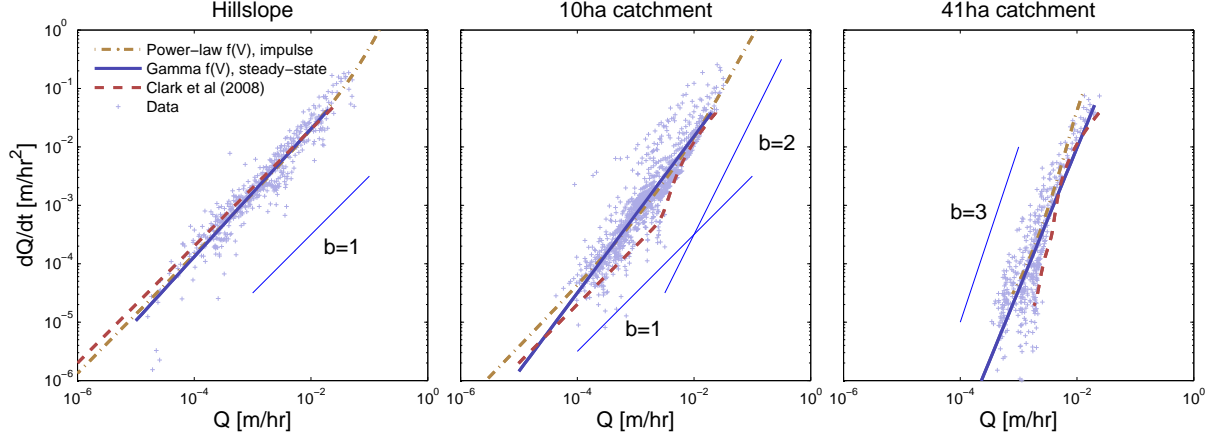 Hillslope
10ha catchment
41ha catchment
Power−law f(V), impulse
Gamma f(V), steady−state
Clark et al (2008)
Data
dQ/dt [m/hr²]
10⁰
10⁻¹
10⁻²
10⁻³
10⁻⁴
10⁻⁵
10⁻⁶
b=1
b=2
b=1
b=3
10⁻⁶ 10⁻⁴ 10⁻² 10⁰
10⁻⁶ 10⁻⁴ 10⁻² 10⁰
10⁻⁶ 10⁻⁴ 10⁻² 10⁰
Q [m/hr]
Q [m/hr]
Q [m/hr]